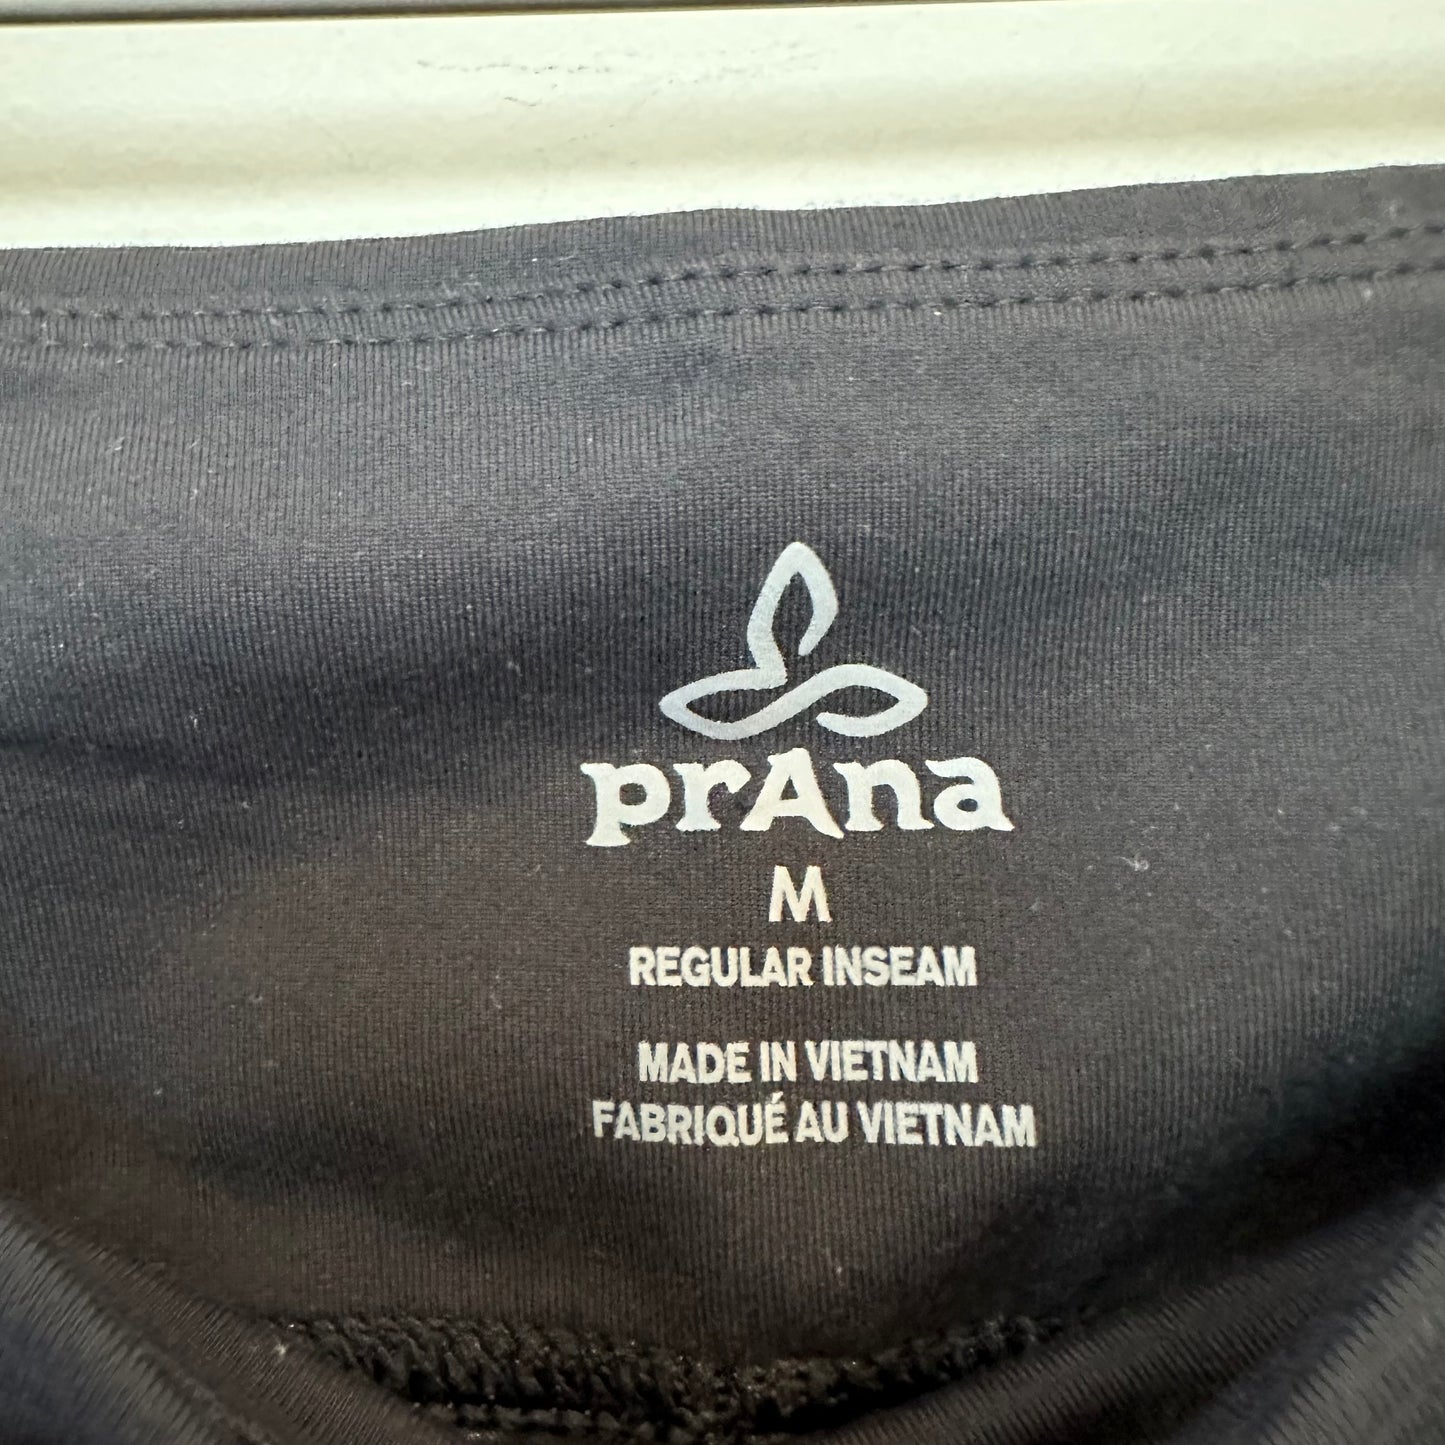 prAna
M
REGULAR INSEAM
MADE IN VIETNAM
FABRIQUÉ AU VIETNAM